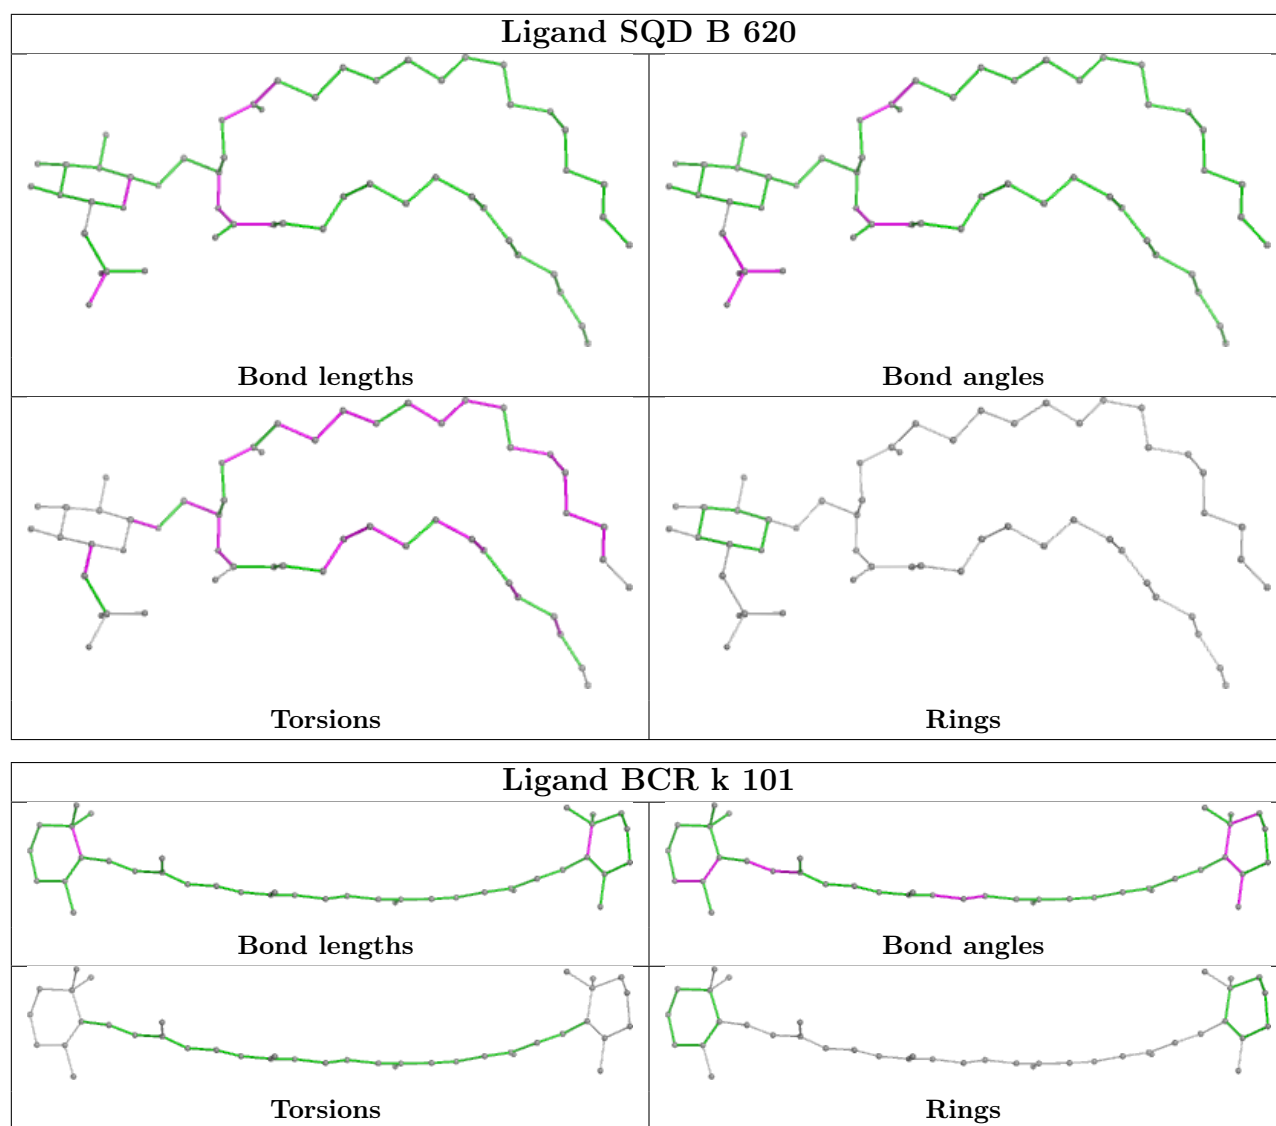 Ligand SQD B 620
Bond lengths
Bond angles
Torsions
Rings
Ligand BCR k 101
Bond lengths
Bond angles
Torsions
Rings